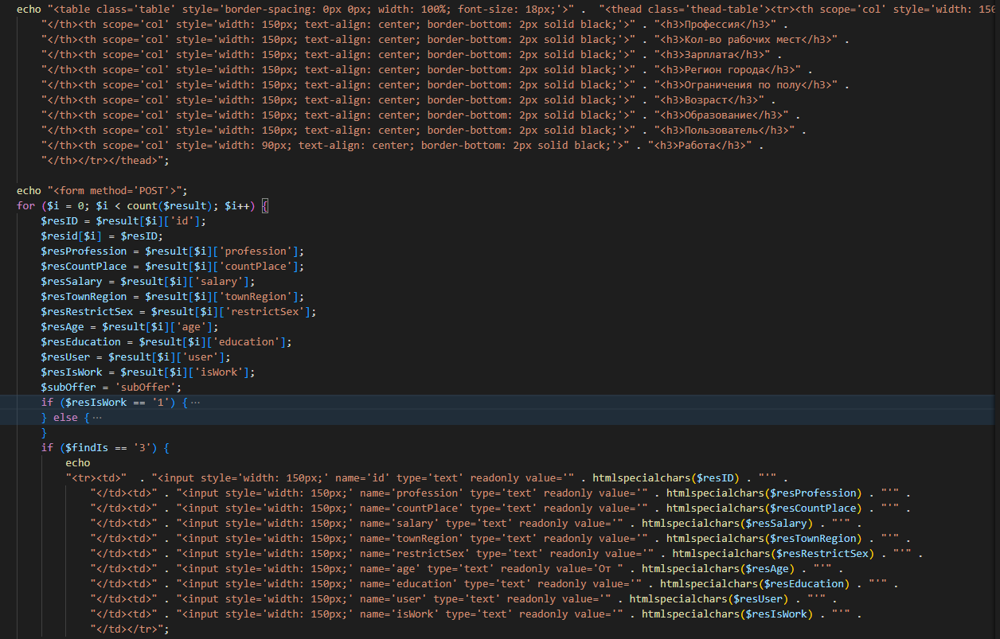 echo "<table class='table' style='border-spacing: 0px 0px; width: 100%; font-size: 18px;'>" .  "<thead class='thead-table'><tr><th scope='col' style='width: 150
"</th><th scope='col' style='width: 150px; text-align: center; border-bottom: 2px solid black;'>" . "<h3>Профессия</h3>" .
"</th><th scope='col' style='width: 150px; text-align: center; border-bottom: 2px solid black;'>" . "<h3>Кол-во рабочих мест</h3>" .
"</th><th scope='col' style='width: 150px; text-align: center; border-bottom: 2px solid black;'>" . "<h3>Зарплата</h3>" .
"</th><th scope='col' style='width: 150px; text-align: center; border-bottom: 2px solid black;'>" . "<h3>Регион города</h3>" .
"</th><th scope='col' style='width: 150px; text-align: center; border-bottom: 2px solid black;'>" . "<h3>Ограничения по полу</h3>" .
"</th><th scope='col' style='width: 150px; text-align: center; border-bottom: 2px solid black;'>" . "<h3>Возраст</h3>" .
"</th><th scope='col' style='width: 150px; text-align: center; border-bottom: 2px solid black;'>" . "<h3>Образование</h3>" .
"</th><th scope='col' style='width: 150px; text-align: center; border-bottom: 2px solid black;'>" . "<h3>Пользователь</h3>" .
"</th><th scope='col' style='width: 90px; text-align: center; border-bottom: 2px solid black;'>" . "<h3>Работа</h3>" .
"</th></tr></thead>";
echo "<form method='POST'>";
for ($i = 0; $i < count($result); $i++) {
$resID = $result[$i]['id'];
$resid[$i] = $resID;
$resProfession = $result[$i]['profession'];
$resCountPlace = $result[$i]['countPlace'];
$resSalary = $result[$i]['salary'];
$resTownRegion = $result[$i]['townRegion'];
$resRestrictSex = $result[$i]['restrictSex'];
$resAge = $result[$i]['age'];
$resEducation = $result[$i]['education'];
$resUser = $result[$i]['user'];
$resIsWork = $result[$i]['isWork'];
$subOffer = 'subOffer';
if ($resIsWork == '1') {…
} else {…
}
if ($findIs == '3') {
echo
"<tr><td>"  . "<input style='width: 150px;' name='id' type='text' readonly value='" . htmlspecialchars($resID) . "'" .
"</td><td>" . "<input style='width: 150px;' name='profession' type='text' readonly value='" . htmlspecialchars($resProfession) . "'" .
"</td><td>" . "<input style='width: 150px;' name='countPlace' type='text' readonly value='" . htmlspecialchars($resCountPlace) . "'" .
"</td><td>" . "<input style='width: 150px;' name='salary' type='text' readonly value='" . htmlspecialchars($resSalary) . "'" .
"</td><td>" . "<input style='width: 150px;' name='townRegion' type='text' readonly value='" . htmlspecialchars($resTownRegion) . "'" .
"</td><td>" . "<input style='width: 150px;' name='restrictSex' type='text' readonly value='" . htmlspecialchars($resRestrictSex) . "'" .
"</td><td>" . "<input style='width: 150px;' name='age' type='text' readonly value='От " . htmlspecialchars($resAge) . "'" .
"</td><td>" . "<input style='width: 150px;' name='education' type='text' readonly value='" . htmlspecialchars($resEducation) . "'" .
"</td><td>" . "<input style='width: 150px;' name='user' type='text' readonly value='" . htmlspecialchars($resUser) . "'" .
"</td><td>" . "<input style='width: 150px;' name='isWork' type='text' readonly value='" . htmlspecialchars($resIsWork) . "'" .
"</td></tr>";